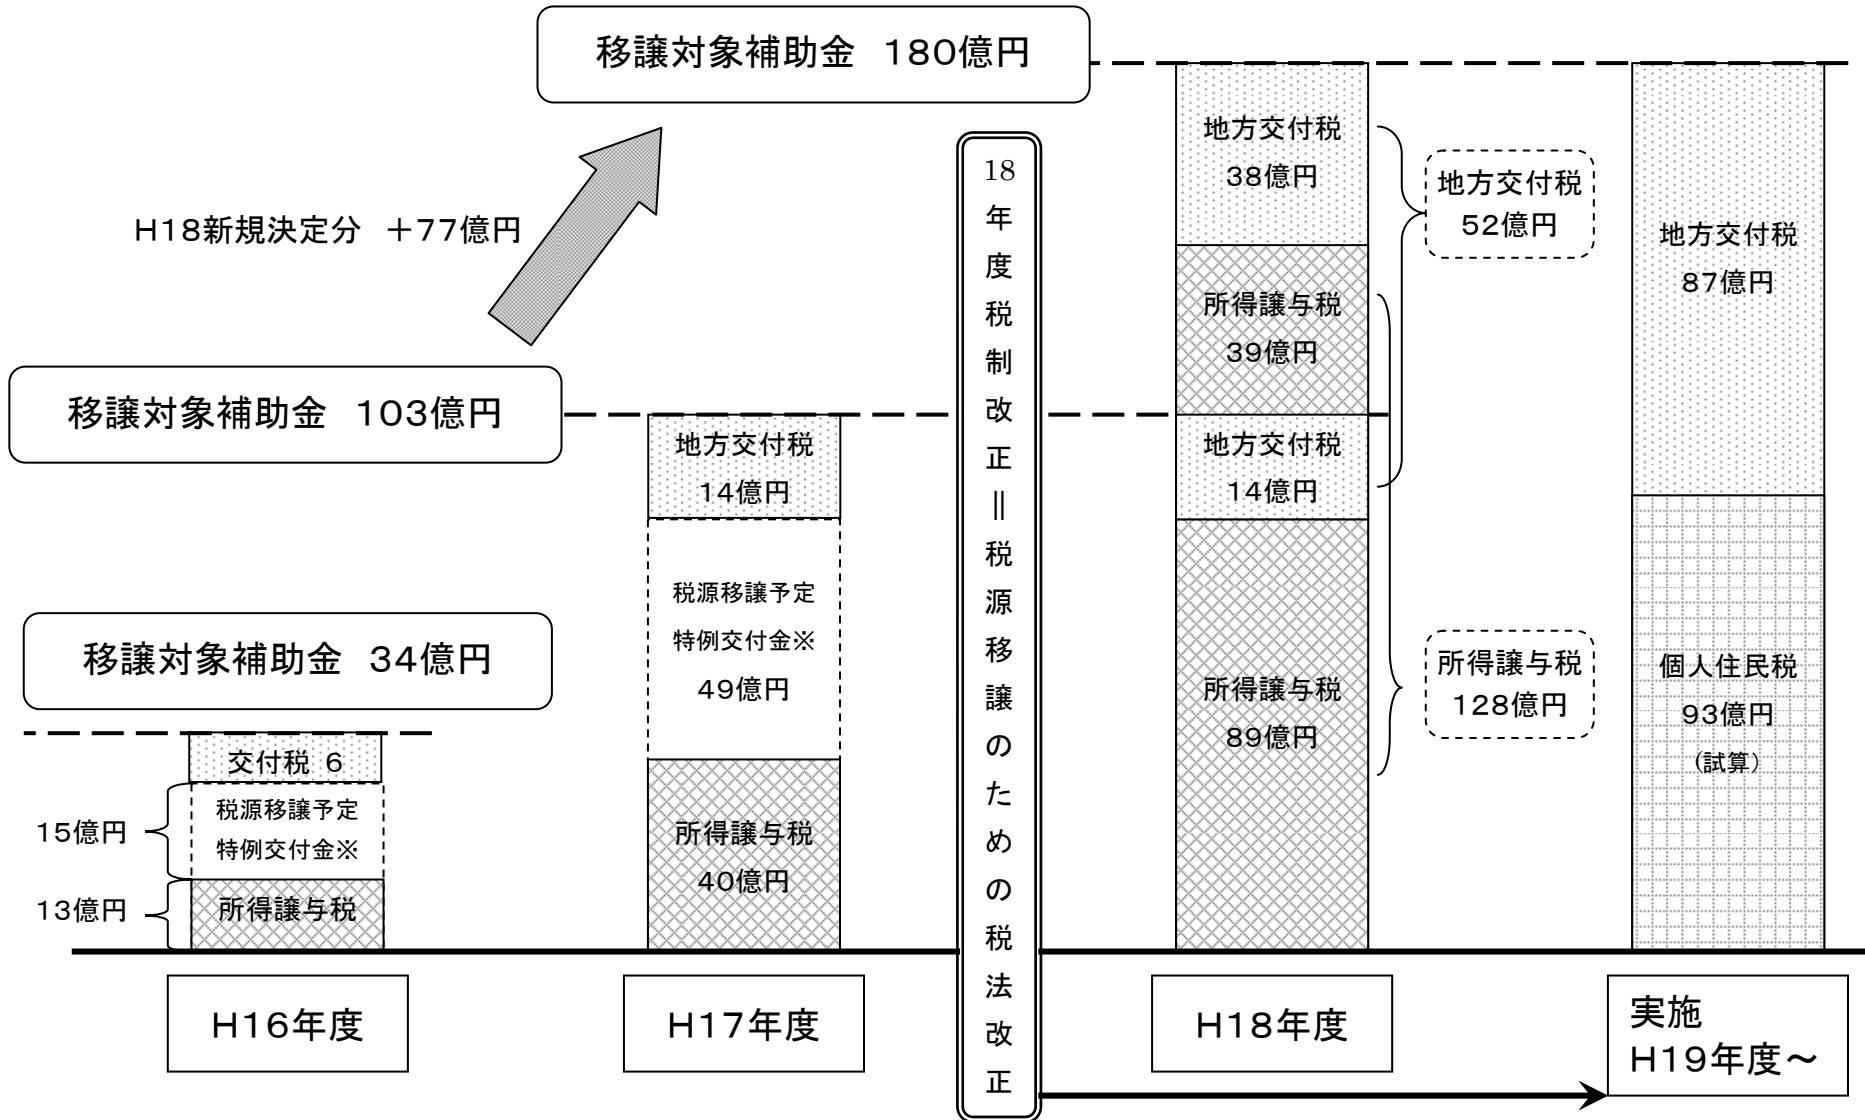 移譲対象補助金 180億円
H18新規決定分 +77億円
移譲対象補助金 103億円
移譲対象補助金 34億円
交付税 6
税源移譲予定
特例交付金※
15億円
所得譲与税
13億円
H16年度
地方交付税
14億円
税源移譲予定
特例交付金※
49億円
所得譲与税
40億円
H17年度
18年度税制改正＝税源移譲のための税法改正
地方交付税
38億円
所得譲与税
39億円
地方交付税
14億円
所得譲与税
89億円
H18年度
地方交付税
52億円
所得譲与税
128億円
地方交付税
87億円
個人住民税
93億円
(試算)
実施
H19年度～